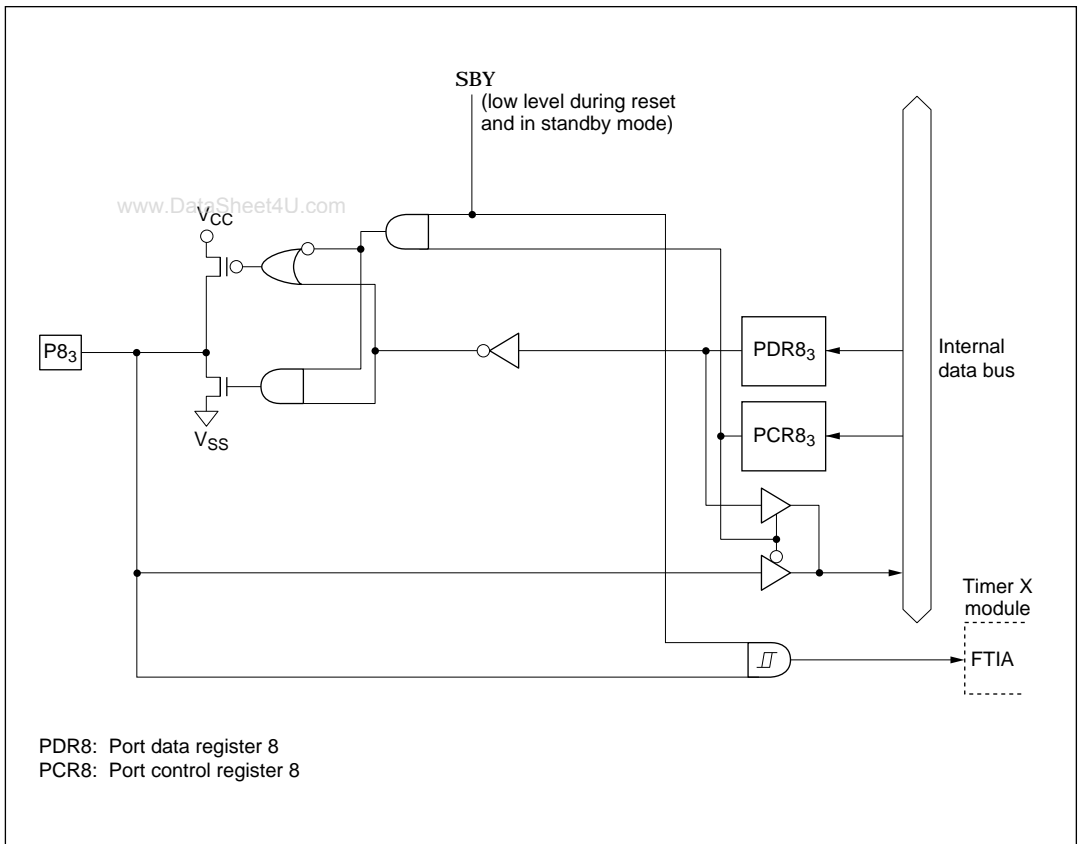 SBY
(low level during reset
and in standby mode)
www.DataSheet4U.com
VCC
P83
PDR83
Internal
data bus
PCR83
VSS
Timer X
module
FTIA
PDR8: Port data register 8
PCR8: Port control register 8